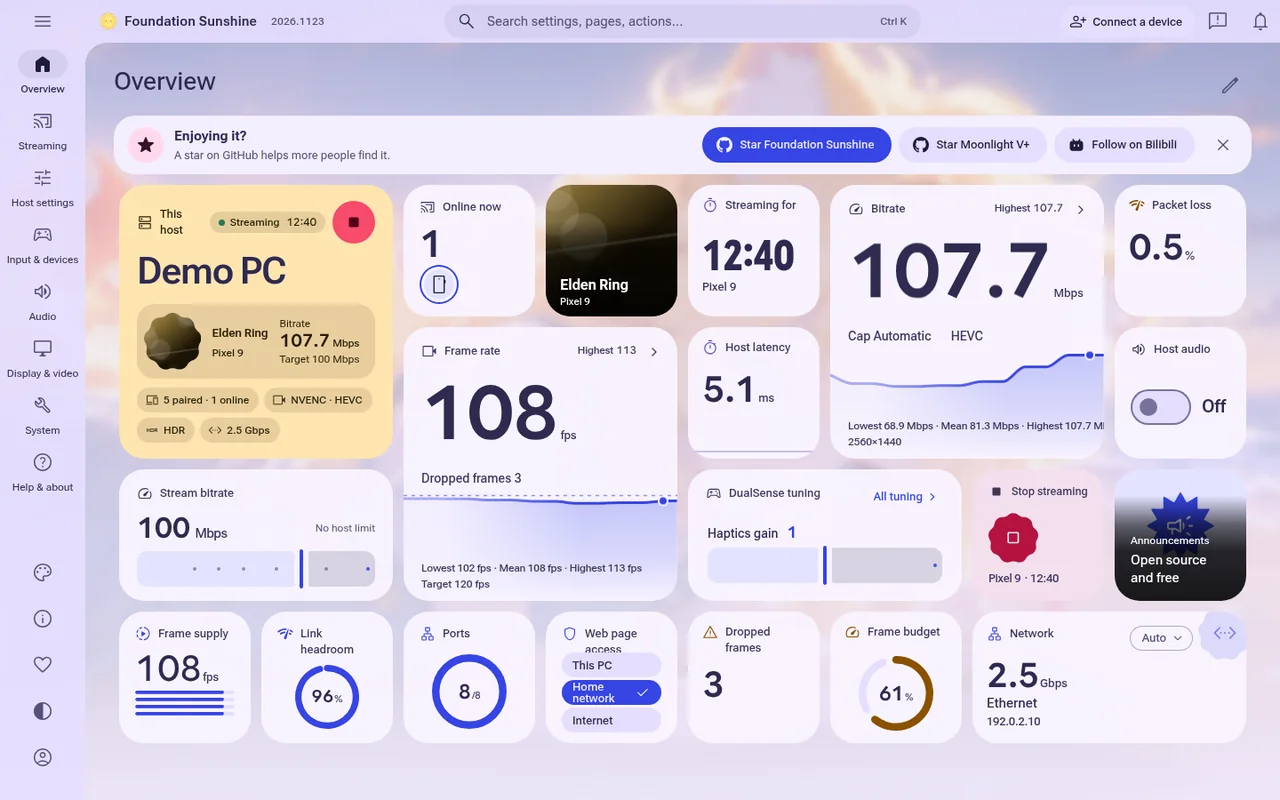 Foundation Sunshine 2026.1123
Search settings, pages, actions...
Ctrl K
Connect a device
Overview
Streaming
Host settings
Input & devices
Audio
Display & video
System
Help & about
Overview
Enjoying it?
A star on GitHub helps more people find it.
Star Foundation Sunshine
Star Moonlight V+
Follow on Bilibili
This
host
Streaming 12:40
Demo PC
Elden Ring
Pixel 9
Bitrate
107.7 Mbps
Target 100 Mbps
5 paired · 1 online
NVENC · HEVC
HDR HDR
2.5 Gbps
Online now
1
Elden Ring
Pixel 9
Streaming for
12:40
Pixel 9
Bitrate
Highest 107.7
107.7 Mbps
Cap Automatic HEVC
Lowest 68.9 Mbps · Mean 81.3 Mbps · Highest 107.7 M
2560×1440
Packet loss
0.5%
Frame rate
Highest 113
108 fps
Dropped frames 3
Lowest 102 fps · Mean 108 fps · Highest 113 fps
Target 120 fps
Host latency
5.1 ms
Host audio
Off
Stream bitrate
100 Mbps
No host limit
DualSense tuning
All tuning
Haptics gain 1
Stop streaming
Pixel 9 · 12:40
Announcements
Open source
and free
Frame supply
108 fps
Link
headroom
96%
Ports
8/8
Web page
access
This PC
Home
network
Internet
Dropped
frames
3
Frame budget
61%
Network
Auto
2.5 Gbps
Ethernet
192.0.2.10